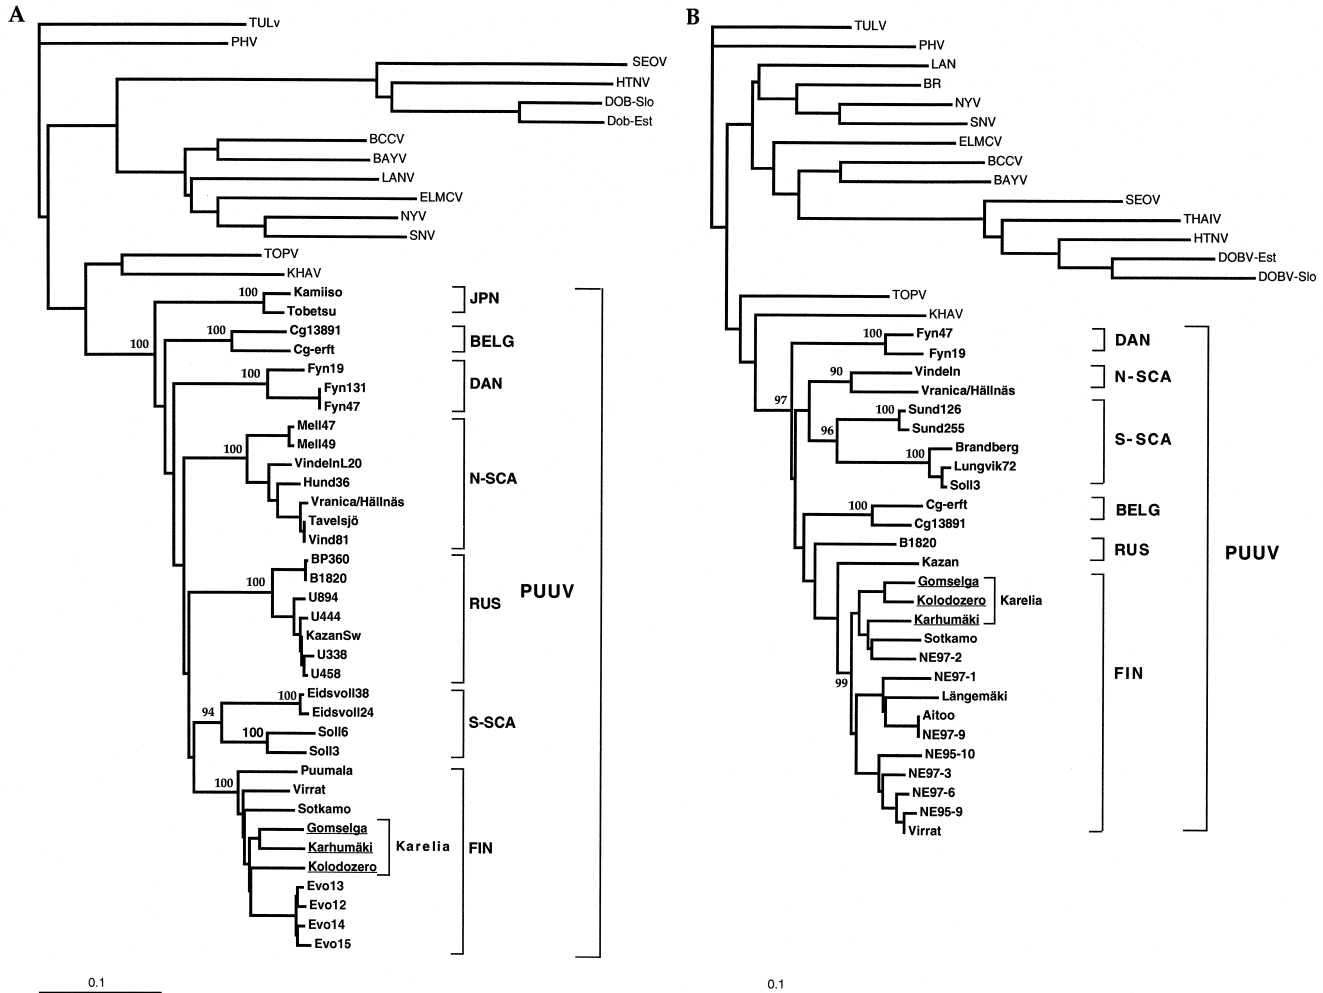 A
TULv
PHV
SEOV
HTNV
DOB-Slo
Dob-Est
BCCV
BAYV
LANV
ELMCV
NYV
SNV
TOPV
KHAV
100
Kamiiso
Tobetsu
JPN
100
100
Cg13891
Cg-erft
BELG
100
Fyn19
Fyn131
Fyn47
DAN
100
Mell47
Mell49
VindelnL20
Hund36
Vranica/Hällnäs
Tavelsjö
Vind81
N-SCA
100
BP360
B1820
U894
U444
KazanSw
U338
U458
RUS
PUUV
94
100
Eidsvoll38
Eidsvoll24
100
Soll6
Soll3
S-SCA
100
Puumala
Virrat
Sotkamo
Gomselga
Karhumäki
Kolodozero
Karelia
Evo13
Evo12
Evo14
Evo15
FIN
0.1
B
TULV
PHV
LAN
BR
NYV
SNV
ELMCV
BCCV
BAYV
SEOV
THAIV
HTNV
DOBV-Est
DOBV-Slo
TOPV
KHAV
97
100
Fyn47
Fyn19
DAN
90
Vindeln
Vranica/Hällnäs
N-SCA
96
100
Sund126
Sund255
100
Brandberg
Lungvik72
Soll3
S-SCA
100
Cg-erft
Cg13891
BELG
B1820
RUS
Kazan
PUUV
99
Gomselga
Kolodozero
Karhumäki
Karelia
Sotkamo
NE97-2
NE97-1
Längemäki
Aitoo
NE97-9
NE95-10
NE97-3
NE97-6
NE95-9
Virrat
FIN
0.1